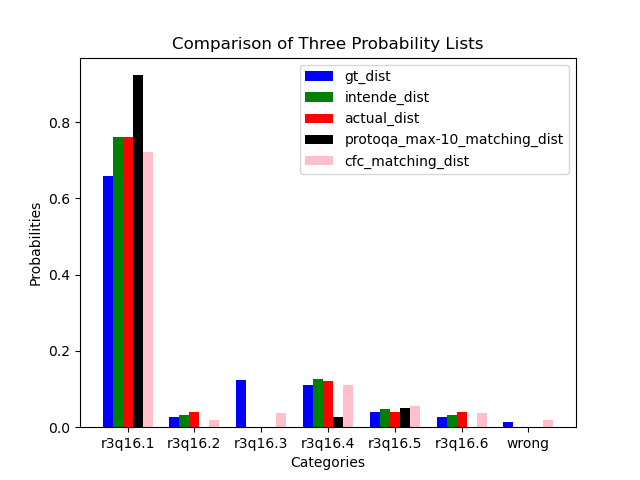 Comparison of Three Probability Lists
gt_dist
intende_dist
actual_dist
protoqa_max-10_matching_dist
cfc_matching_dist
Probabilities
0.8
0.6
0.4
0.2
0.0
r3q16.1 r3q16.2 r3q16.3 r3q16.4 r3q16.5 r3q16.6 wrong
Categories